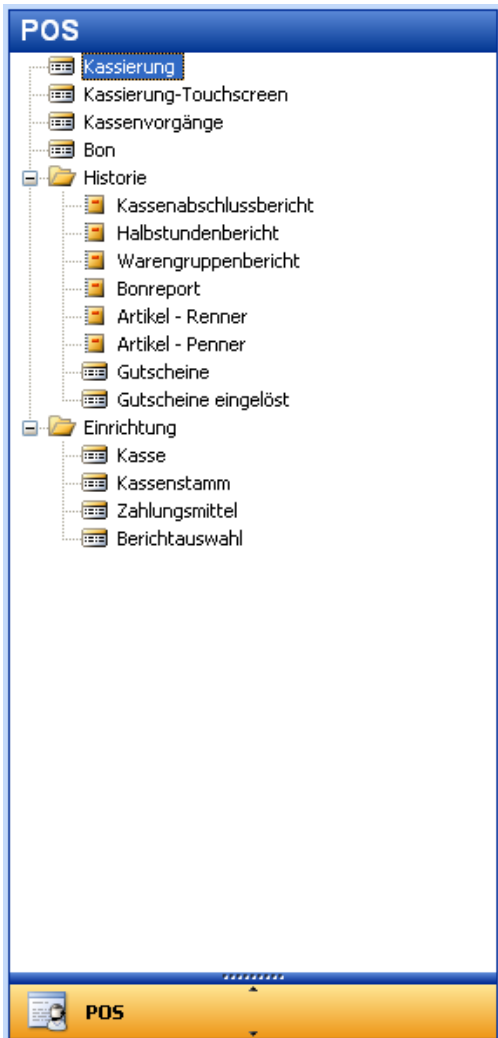 POS
Kassierung
Kassierung-Touchscreen
Kassenvorgänge
Bon
Historie
Kassenabschlussbericht
Halbstundenbericht
Warengruppenbericht
Bonreport
Artikel - Renner
Artikel - Penner
Gutscheine
Gutscheine eingelöst
Einrichtung
Kasse
Kassenstamm
Zahlungsmittel
Berichtauswahl
POS